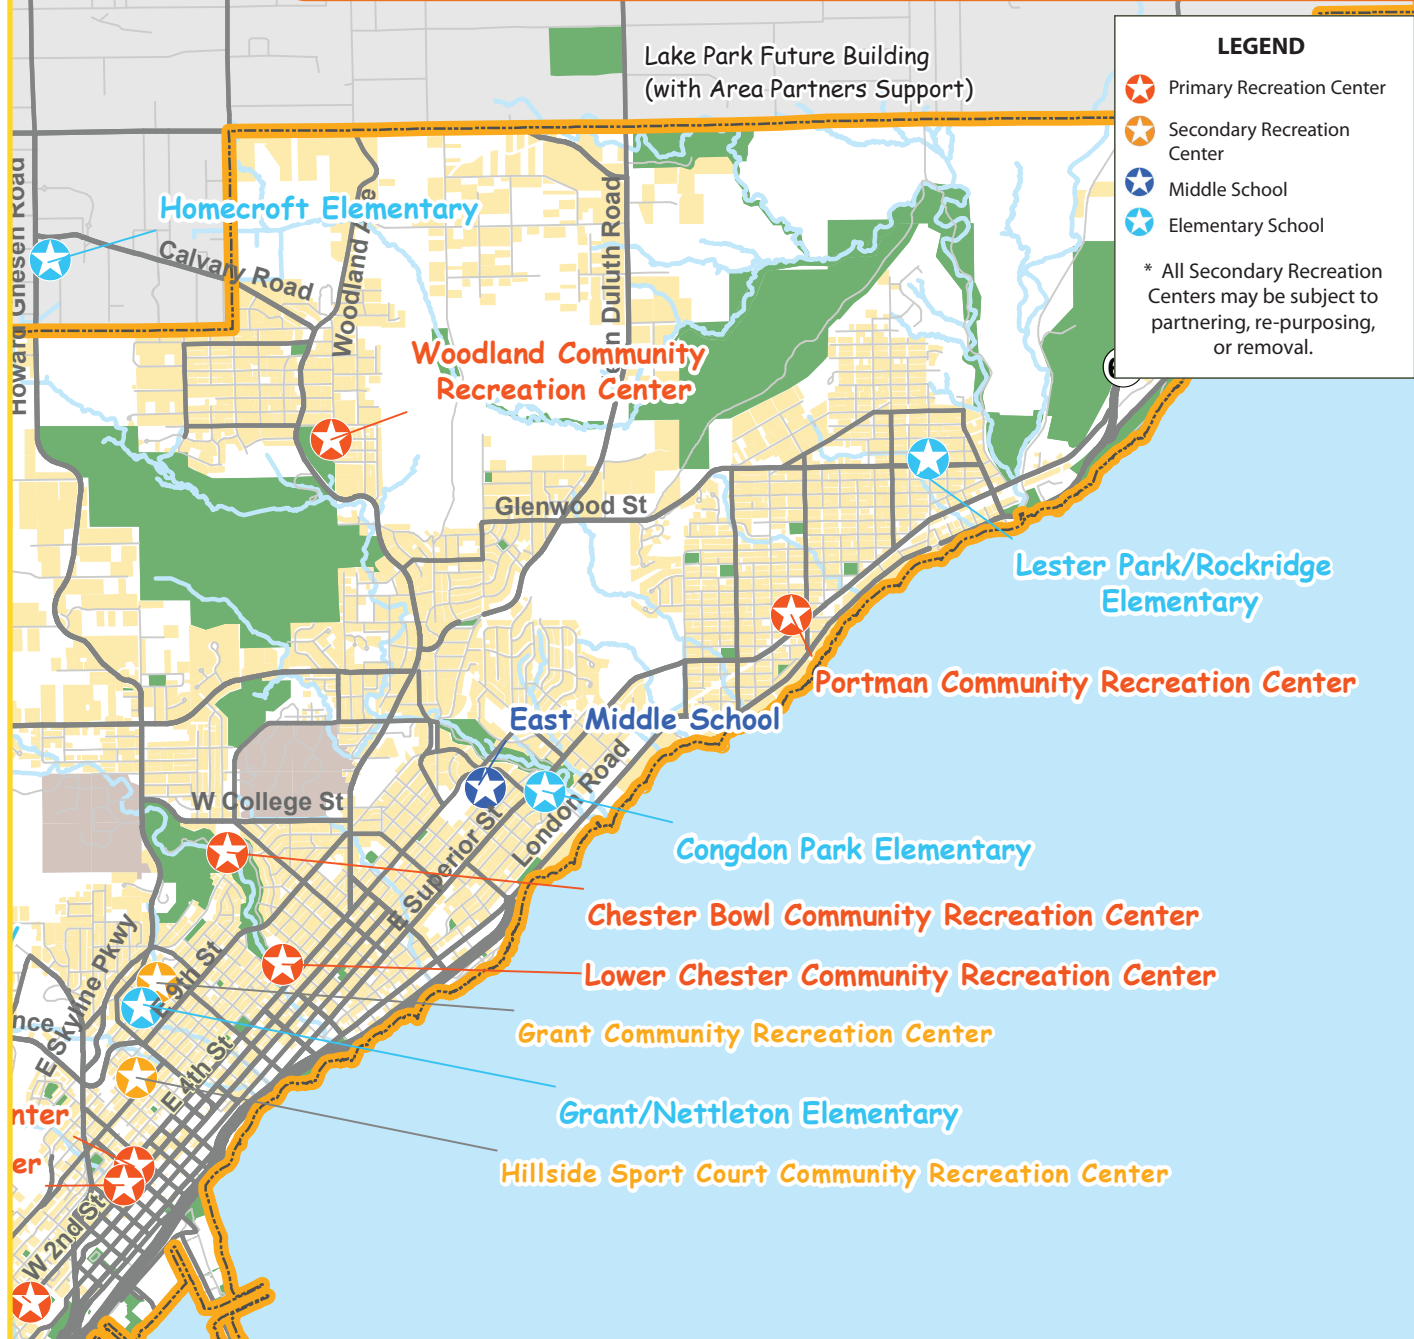 Lake Park Future Building
(with Area Partners Support)
LEGEND
Primary Recreation Center
Secondary Recreation
Center
Middle School
Elementary School
* All Secondary Recreation
Centers may be subject to
partnering, re-purposing,
or removal.
Howard Gnesen Road
Homecroft Elementary
Calvary Road
Woodland A e
n Duluth Road
Woodland Community
Recreation Center
Glenwood St
Lester Park/Rockridge
Elementary
Portman Community Recreation Center
East Middle School
W College St
London Road
E Superior St
Congdon Park Elementary
Chester Bowl Community Recreation Center
Lower Chester Community Recreation Center
E Skyline Pkwy
E 9th St
nce
Grant Community Recreation Center
E 4th St
Grant/Nettleton Elementary
nter
er
Hillside Sport Court Community Recreation Center
W 2nd St